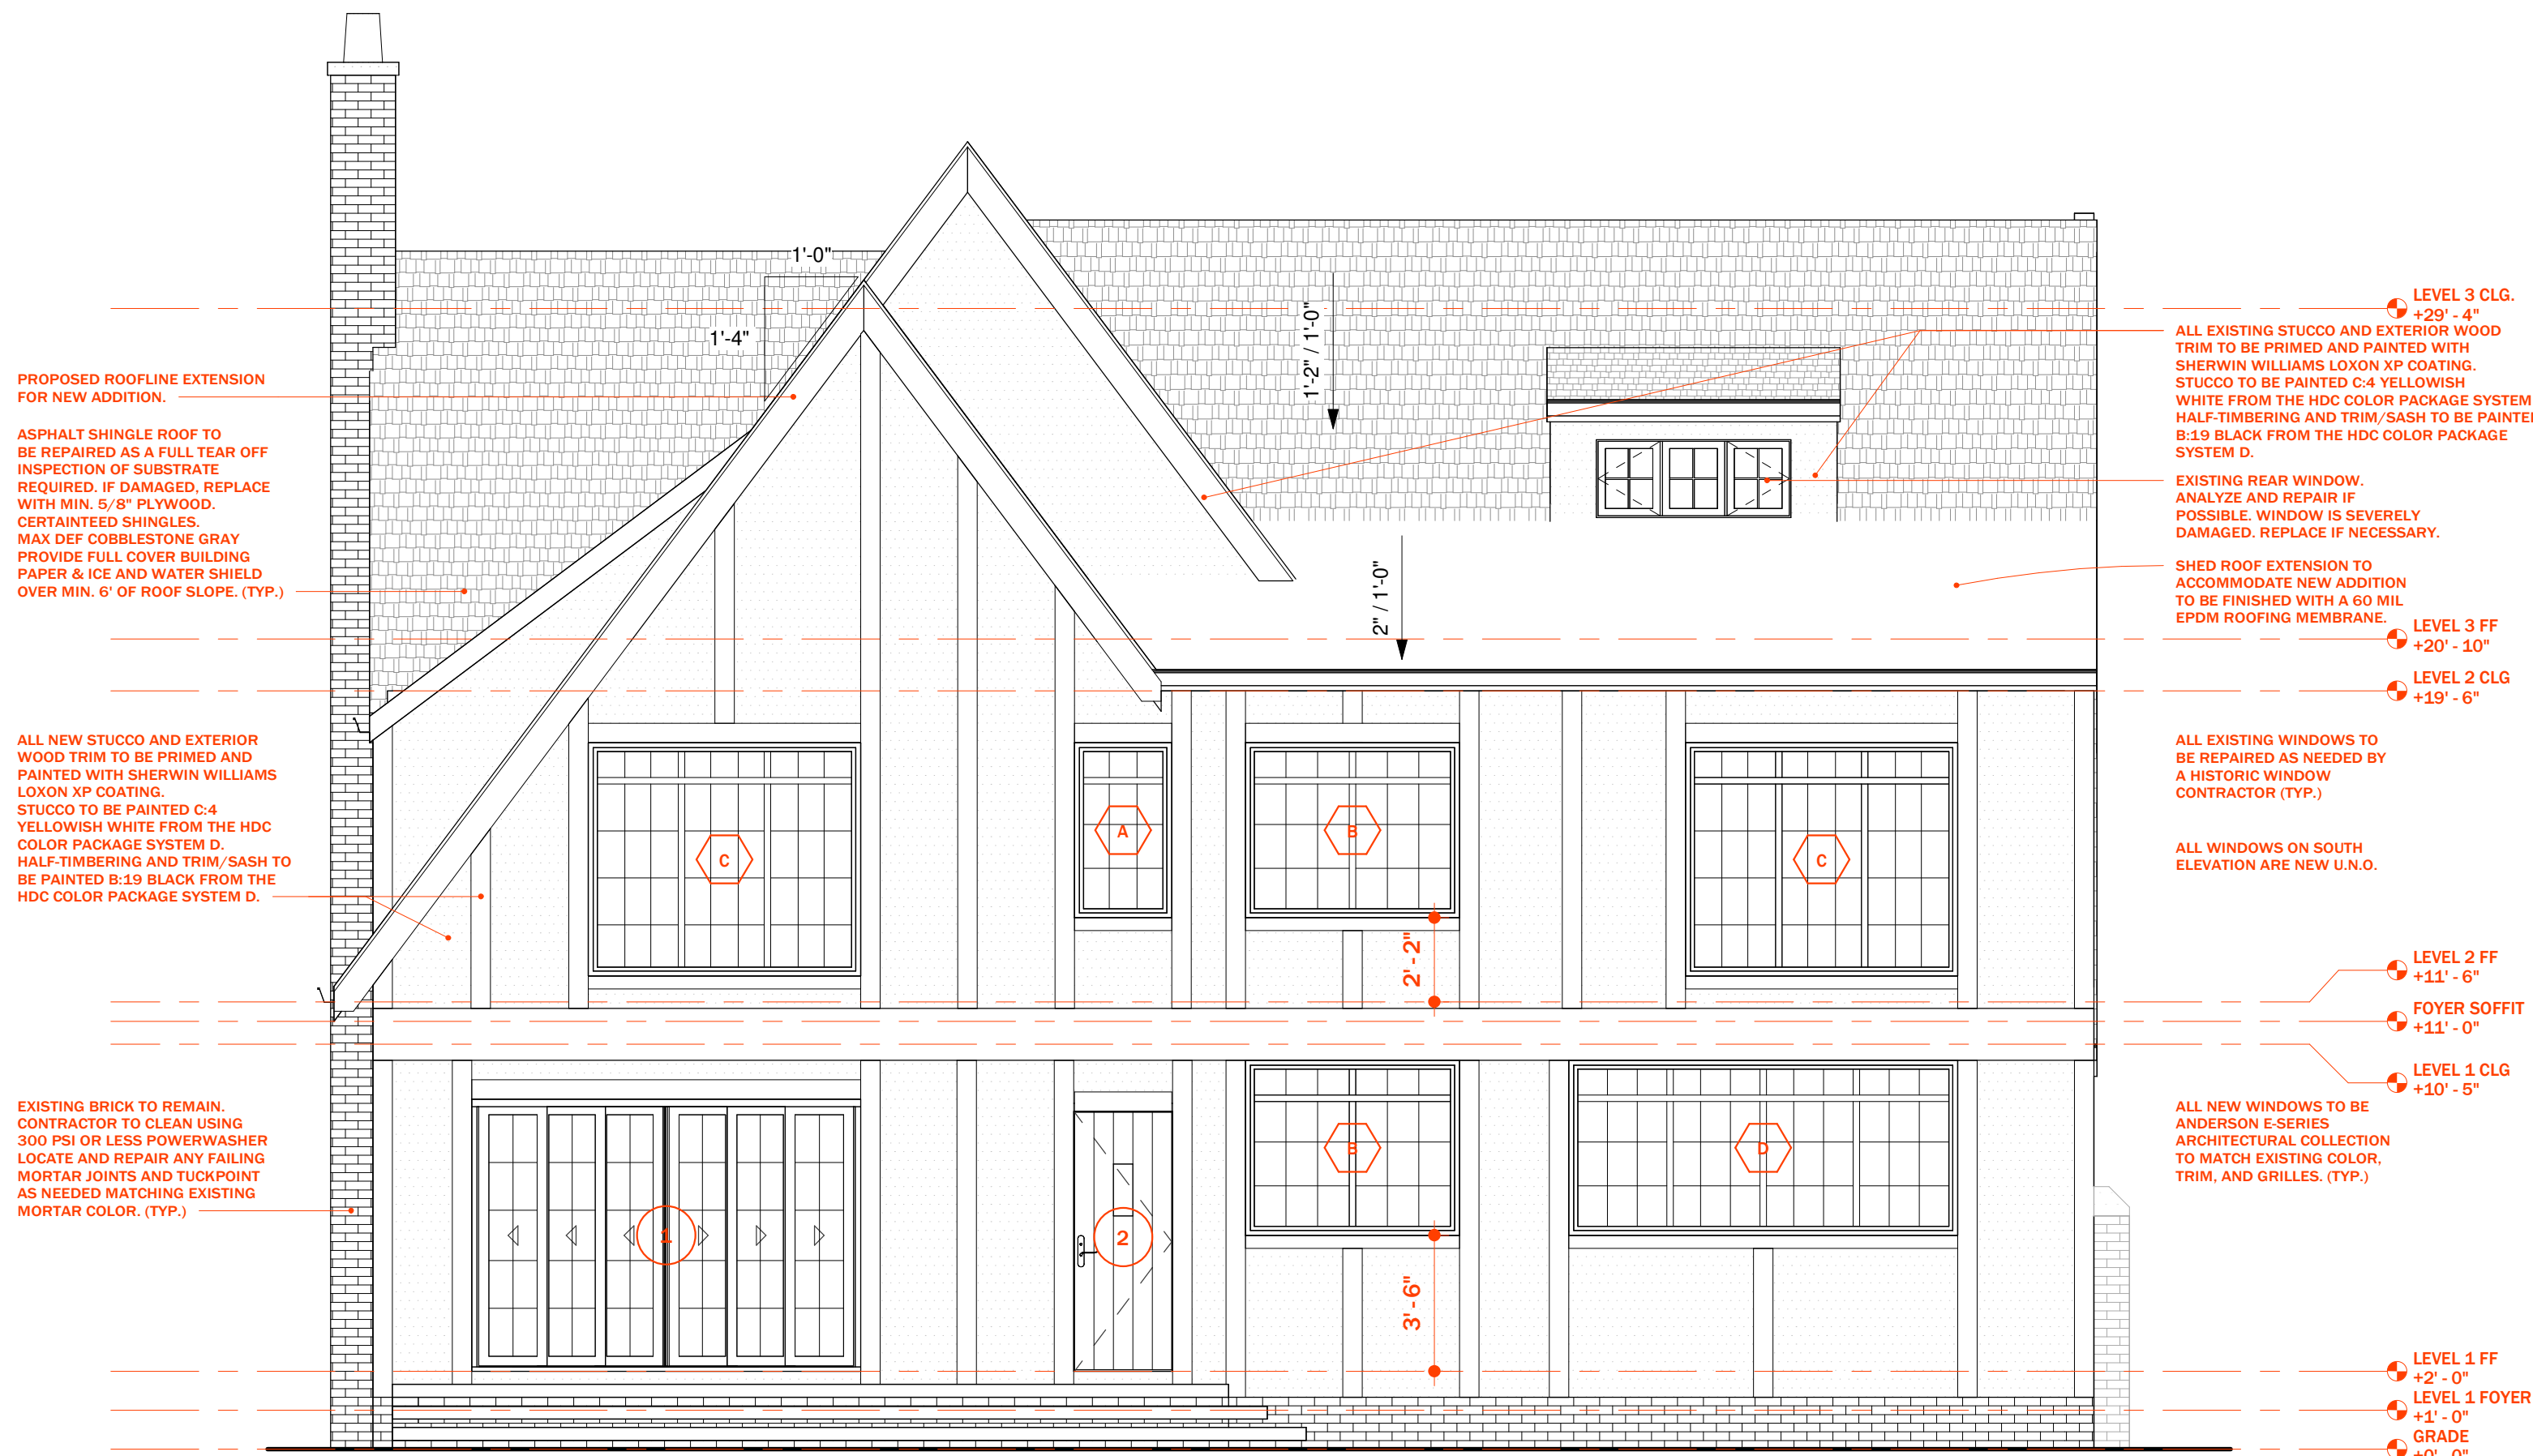 1'-0"
1'-4"
1'-2" / 1'-0"
2" / 1'-0"
PROPOSED ROOFLINE EXTENSION
FOR NEW ADDITION.
ASPHALT SHINGLE ROOF TO
BE REPAIRED AS A FULL TEAR OFF
INSPECTION OF SUBSTRATE
REQUIRED. IF DAMAGED, REPLACE
WITH MIN. 5/8" PLYWOOD.
CERTAINTEED SHINGLES.
MAX DEF COBBLESTONE GRAY
PROVIDE FULL COVER BUILDING
PAPER & ICE AND WATER SHIELD
OVER MIN. 6' OF ROOF SLOPE. (TYP.)
ALL NEW STUCCO AND EXTERIOR
WOOD TRIM TO BE PRIMED AND
PAINTED WITH SHERWIN WILLIAMS
LOXON XP COATING.
STUCCO TO BE PAINTED C:4
YELLOWISH WHITE FROM THE HDC
COLOR PACKAGE SYSTEM D.
HALF-TIMBERING AND TRIM/SASH TO
BE PAINTED B:19 BLACK FROM THE
HDC COLOR PACKAGE SYSTEM D.
EXISTING BRICK TO REMAIN.
CONTRACTOR TO CLEAN USING
300 PSI OR LESS POWERWASHER
LOCATE AND REPAIR ANY FAILING
MORTAR JOINTS AND TUCKPOINT
AS NEEDED MATCHING EXISTING
MORTAR COLOR. (TYP.)
C
A
B
C
2'-2"
1
2
B
D
3'-6"
LEVEL 3 CLG.
+29' - 4"
ALL EXISTING STUCCO AND EXTERIOR WOOD
TRIM TO BE PRIMED AND PAINTED WITH
SHERWIN WILLIAMS LOXON XP COATING.
STUCCO TO BE PAINTED C:4 YELLOWISH
WHITE FROM THE HDC COLOR PACKAGE SYSTEM
HALF-TIMBERING AND TRIM/SASH TO BE PAINTE
B:19 BLACK FROM THE HDC COLOR PACKAGE
SYSTEM D.
EXISTING REAR WINDOW.
ANALYZE AND REPAIR IF
POSSIBLE. WINDOW IS SEVERELY
DAMAGED. REPLACE IF NECESSARY.
SHED ROOF EXTENSION TO
ACCOMMODATE NEW ADDITION
TO BE FINISHED WITH A 60 MIL
EPDM ROOFING MEMBRANE.
LEVEL 3 FF
+20' - 10"
LEVEL 2 CLG
+19' - 6"
ALL EXISTING WINDOWS TO
BE REPAIRED AS NEEDED BY
A HISTORIC WINDOW
CONTRACTOR (TYP.)
ALL WINDOWS ON SOUTH
ELEVATION ARE NEW U.N.O.
LEVEL 2 FF
+11' - 6"
FOYER SOFFIT
+11' - 0"
LEVEL 1 CLG
+10' - 5"
ALL NEW WINDOWS TO BE
ANDERSON E-SERIES
ARCHITECTURAL COLLECTION
TO MATCH EXISTING COLOR,
TRIM, AND GRILLES. (TYP.)
LEVEL 1 FF
+2' - 0"
LEVEL 1 FOYER
+1' - 0"
GRADE
+0' - 0"